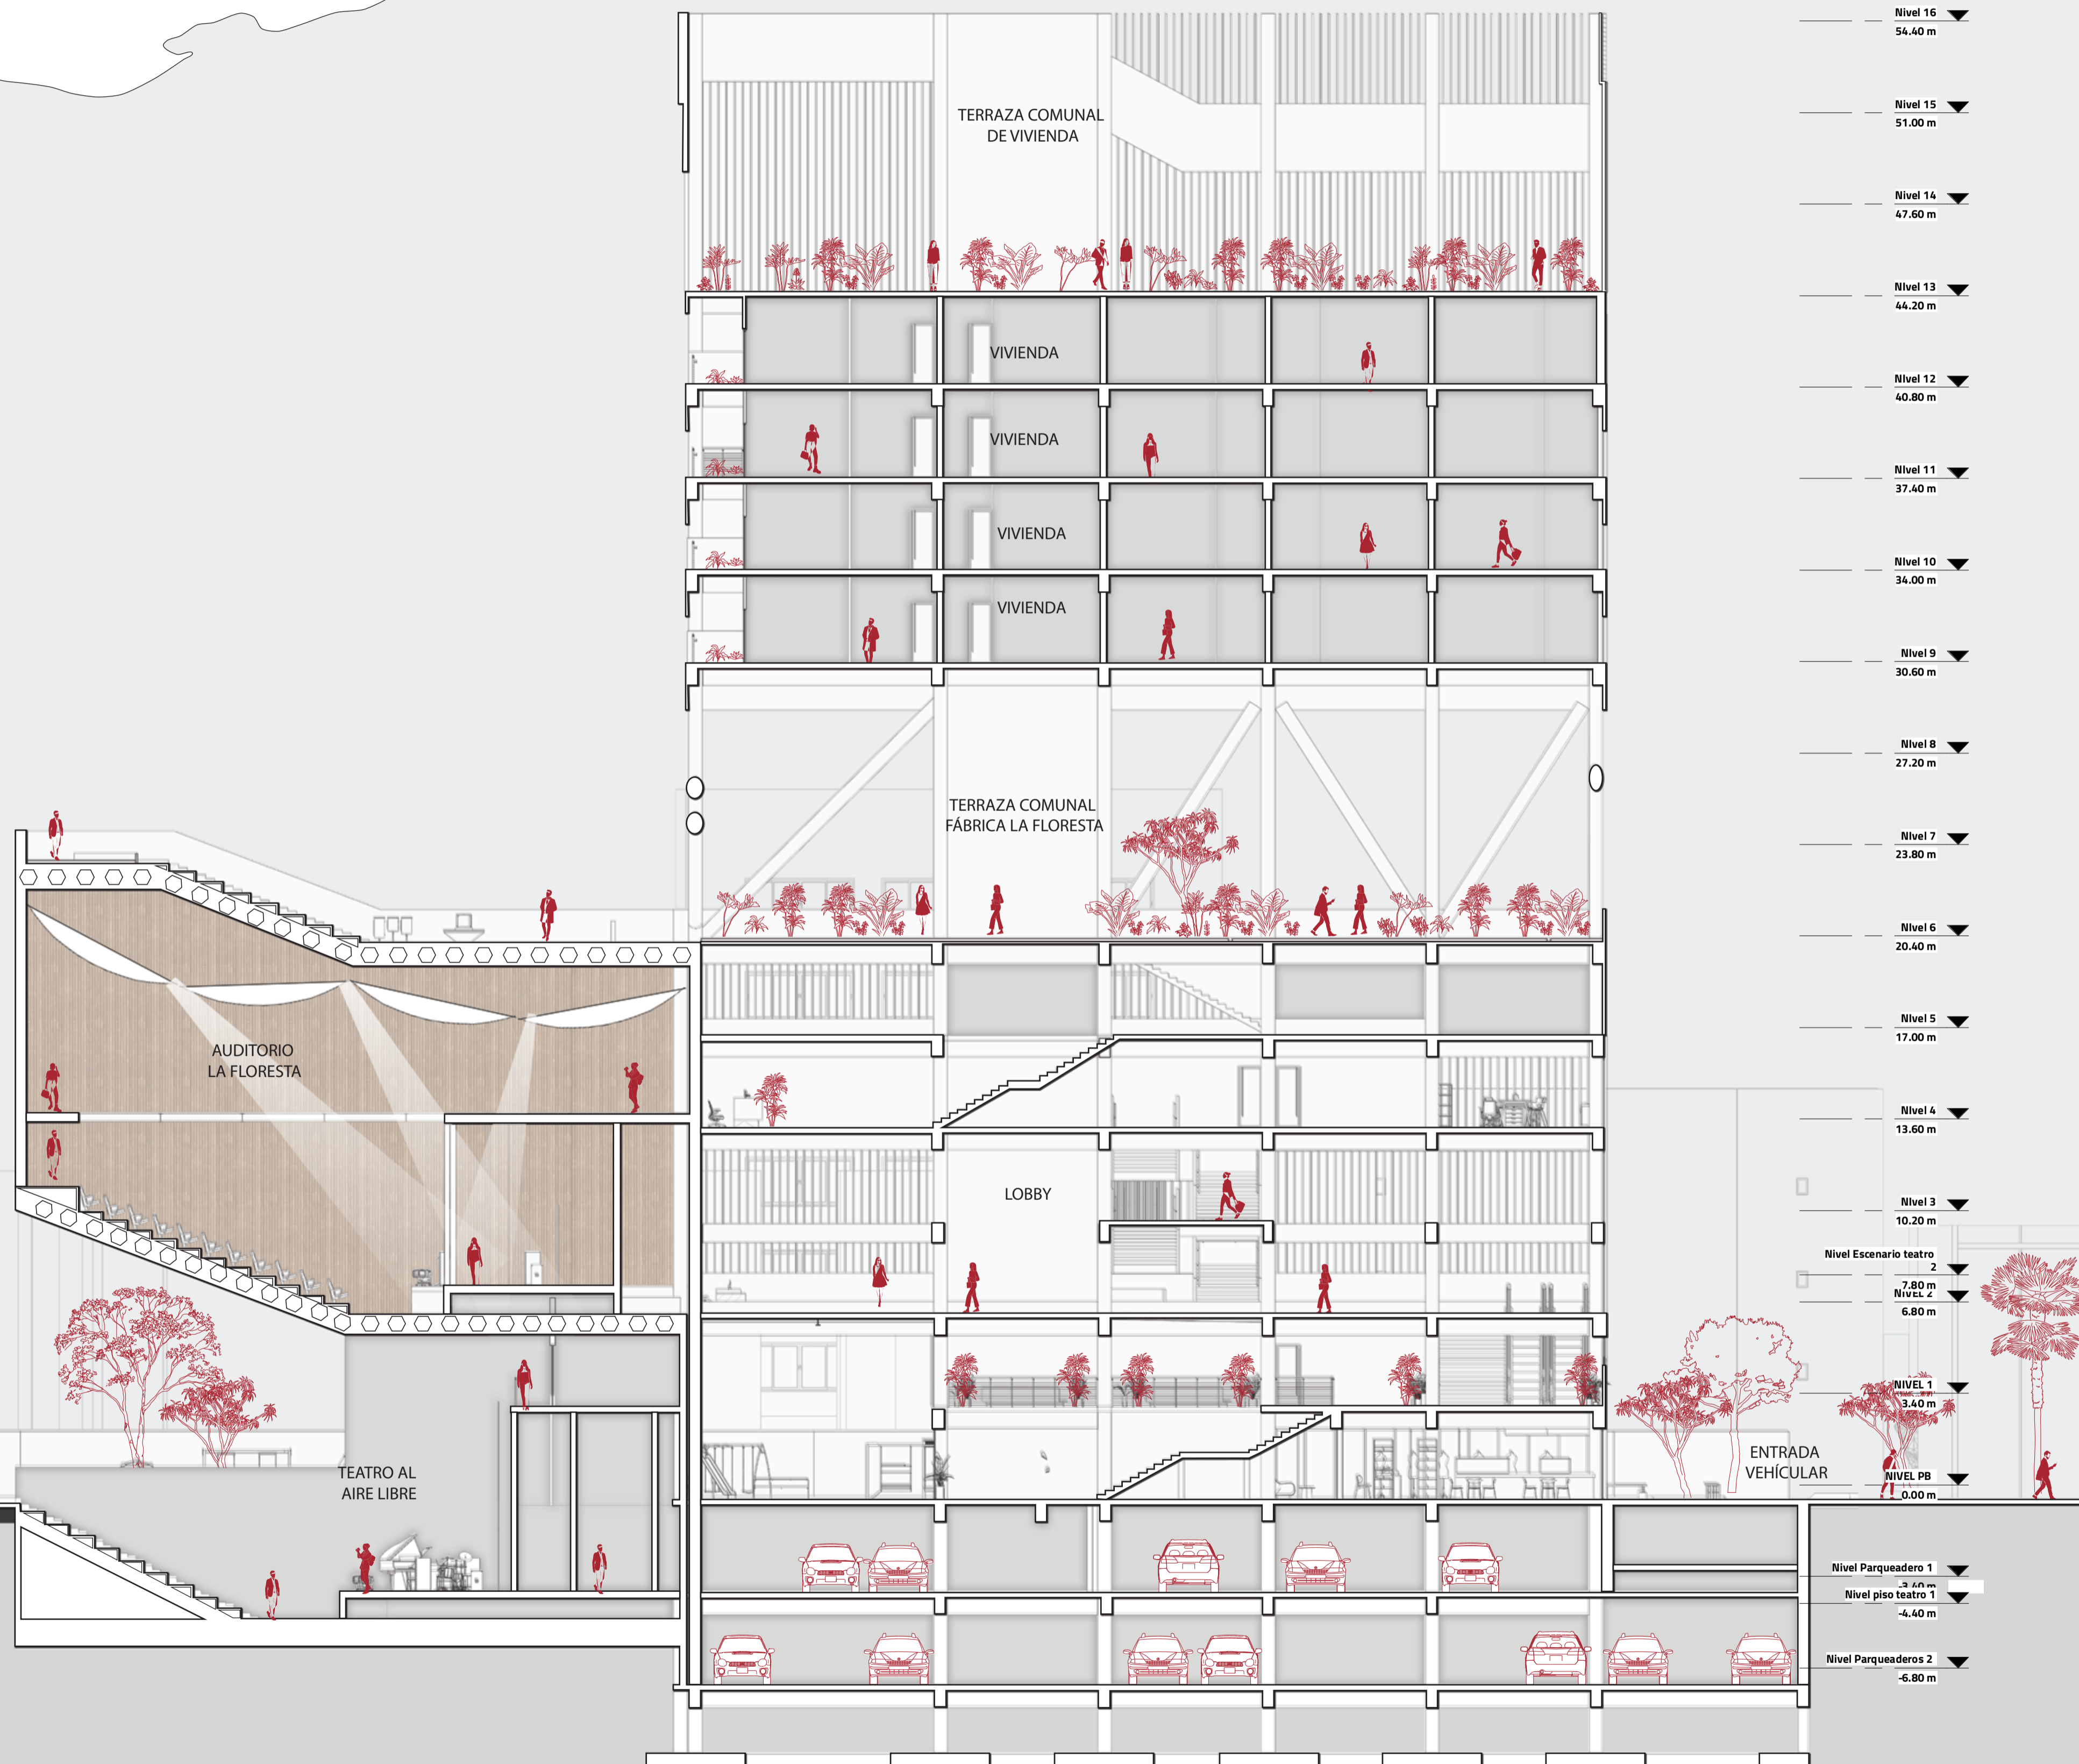 TERRAZA COMUNAL
DE VIVIENDA
VIVIENDA
VIVIENDA
VIVIENDA
VIVIENDA
TERRAZA COMUNAL
FÁBRICA LA FLORESTA
AUDITORIO
LA FLORESTA
LOBBY
TEATRO AL
AIRE LIBRE
ENTRADA
VEHÍCULAR
Nivel 16
54.40 m
Nivel 15
51.00 m
Nivel 14
47.60 m
NIvel 13
44.20 m
NIvel 12
40.80 m
NIvel 11
37.40 m
NIvel 10
34.00 m
NIvel 9
30.60 m
NIvel 8
27.20 m
NIvel 7
23.80 m
NIvel 6
20.40 m
NIvel 5
17.00 m
NIvel 4
13.60 m
NIvel 3
10.20 m
Nivel Escenario teatro
2
7.80 m
NIVEL 2
6.80 m
NIVEL 1
3.40 m
NIVEL PB
0.00 m
Nivel Parqueadero 1
-3.40 m
Nivel piso teatro 1
-4.40 m
Nivel Parqueaderos 2
-6.80 m